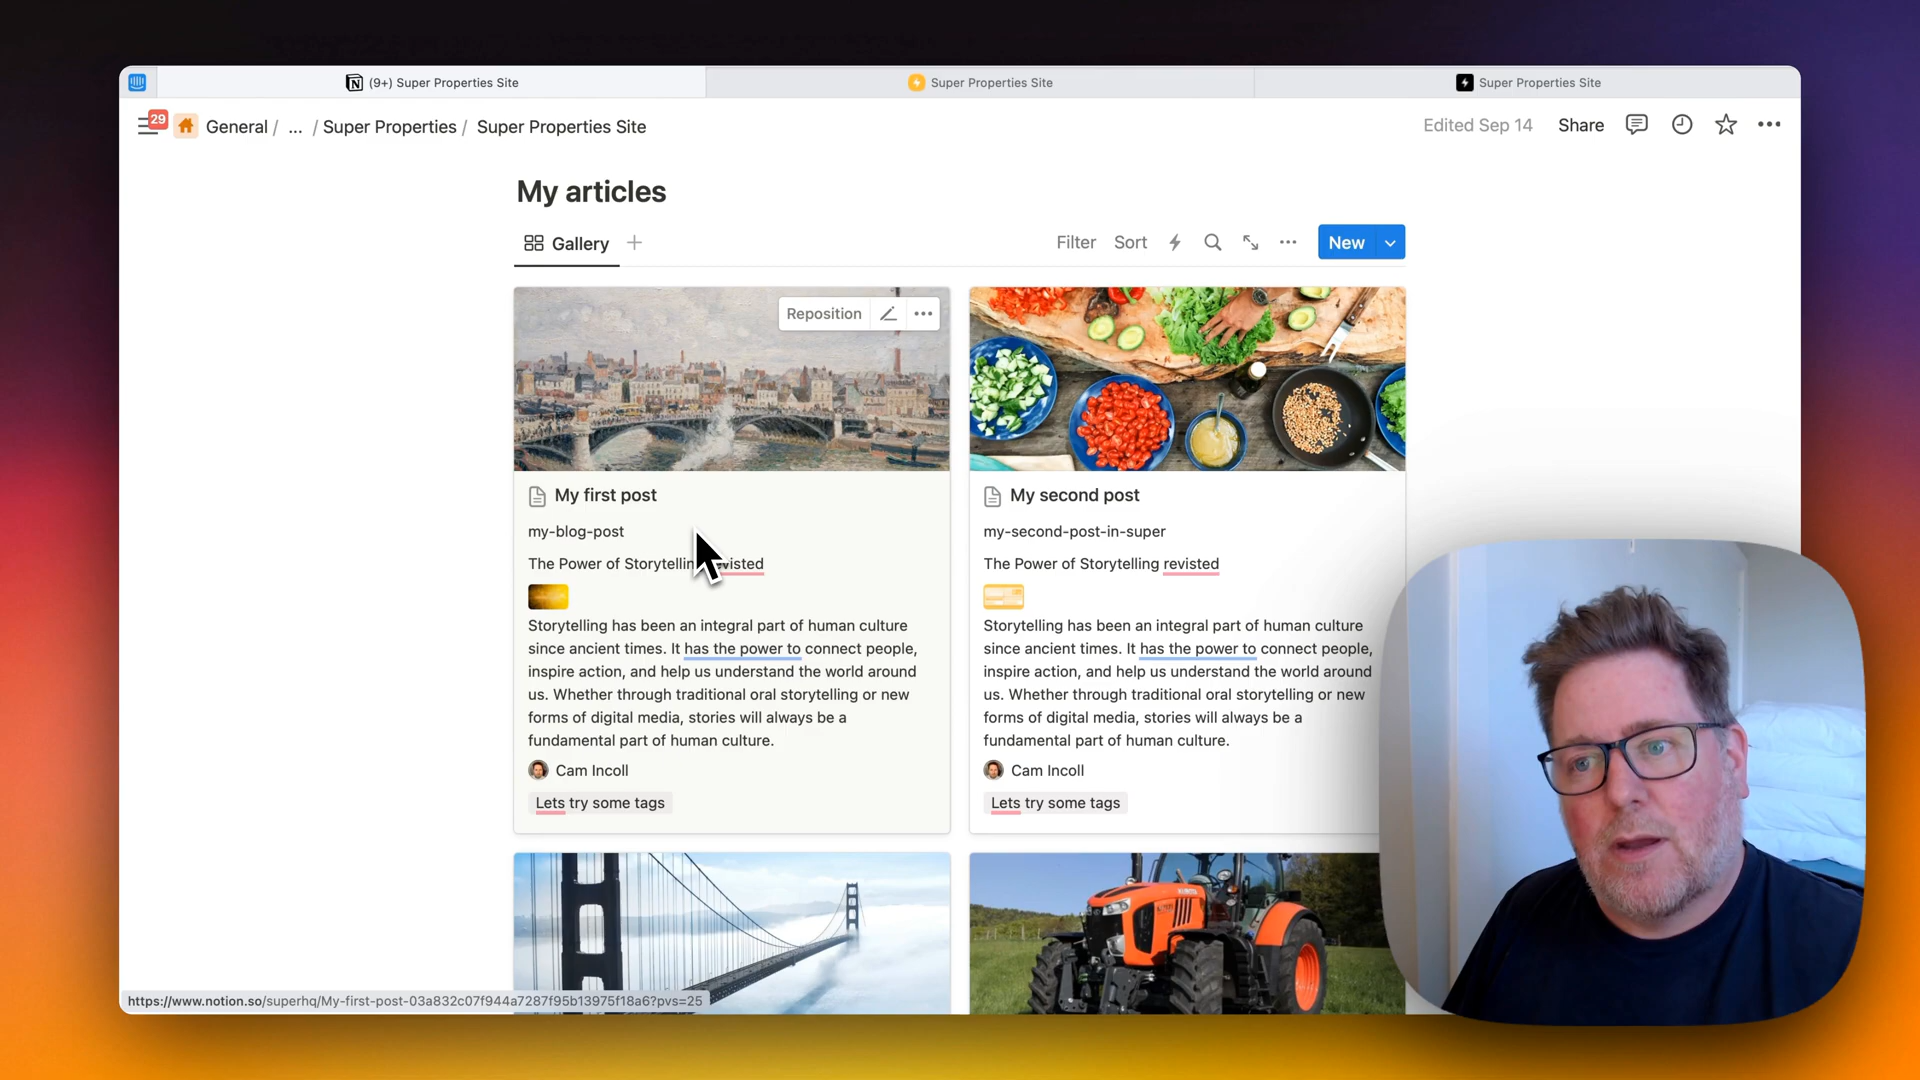 (9+) Super Properties Site
Super Properties Site
Super Properties Site
29
General / ... / Super Properties / Super Properties Site
Edited Sep 14
Share
My articles
Gallery
Filter
Sort
New
Reposition
My first post
my-blog-post
The Power of Storytelling
Storytelling has been an integral part of human culture
since ancient times. It has the power to connect people,
inspire action, and help us understand the world around
us. Whether through traditional oral storytelling or new
forms of digital media, stories will always be a
fundamental part of human culture.
Cam Incoll
Lets try some tags
My second post
my-second-post-in-super
The Power of Storytelling revisted
Storytelling has been an integral part of human culture
since ancient times. It has the power to connect people,
inspire action, and help us understand the world around
us. Whether through traditional oral storytelling or new
forms of digital media, stories will always be a
fundamental part of human culture.
Cam Incoll
Lets try some tags
https://www.notion.so/superhq/My-first-post-03a832c07f944a7287f95b13975f18a6?pvs=25